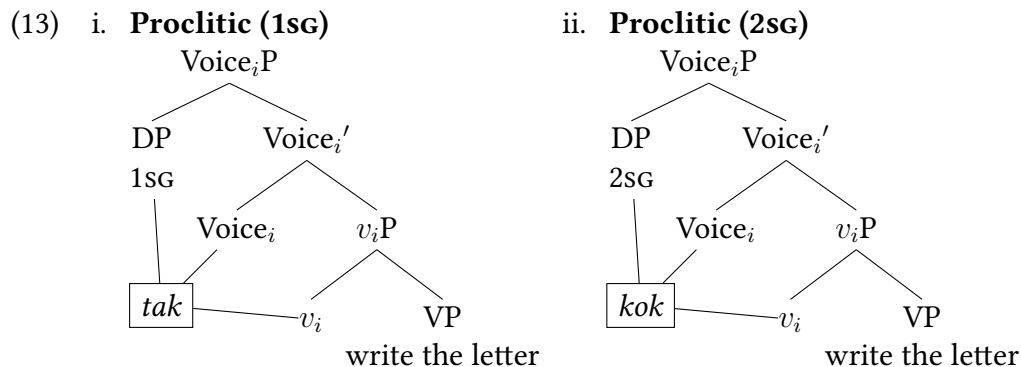 (13) i. Proclitic (1SG) ii. Proclitic (2SG)
VoiceᵢP VoiceᵢP
DP Voiceᵢ′ DP Voiceᵢ′
1SG 2SG
Voiceᵢ vᵢP Voiceᵢ vᵢP
tak vᵢ VP kok vᵢ VP
write the letter write the letter